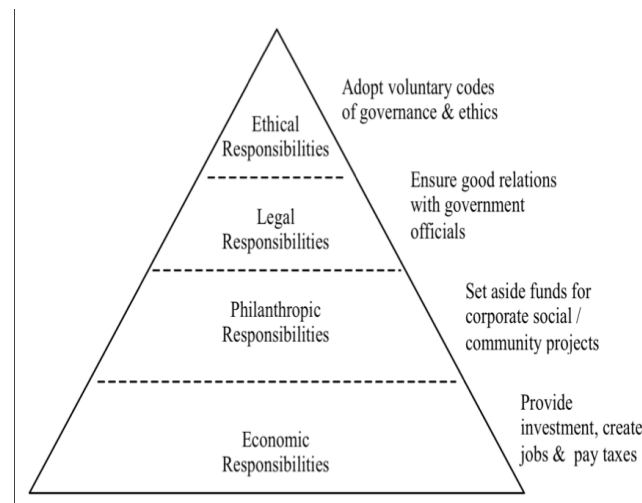 Adopt voluntary codes
of governance & ethics
Ethical
Responsibilities
Ensure good relations
with government
officials
Legal
Responsibilities
Set aside funds for
corporate social /
community projects
Philanthropic
Responsibilities
Provide
investment, create
jobs & pay taxes
Economic
Responsibilities